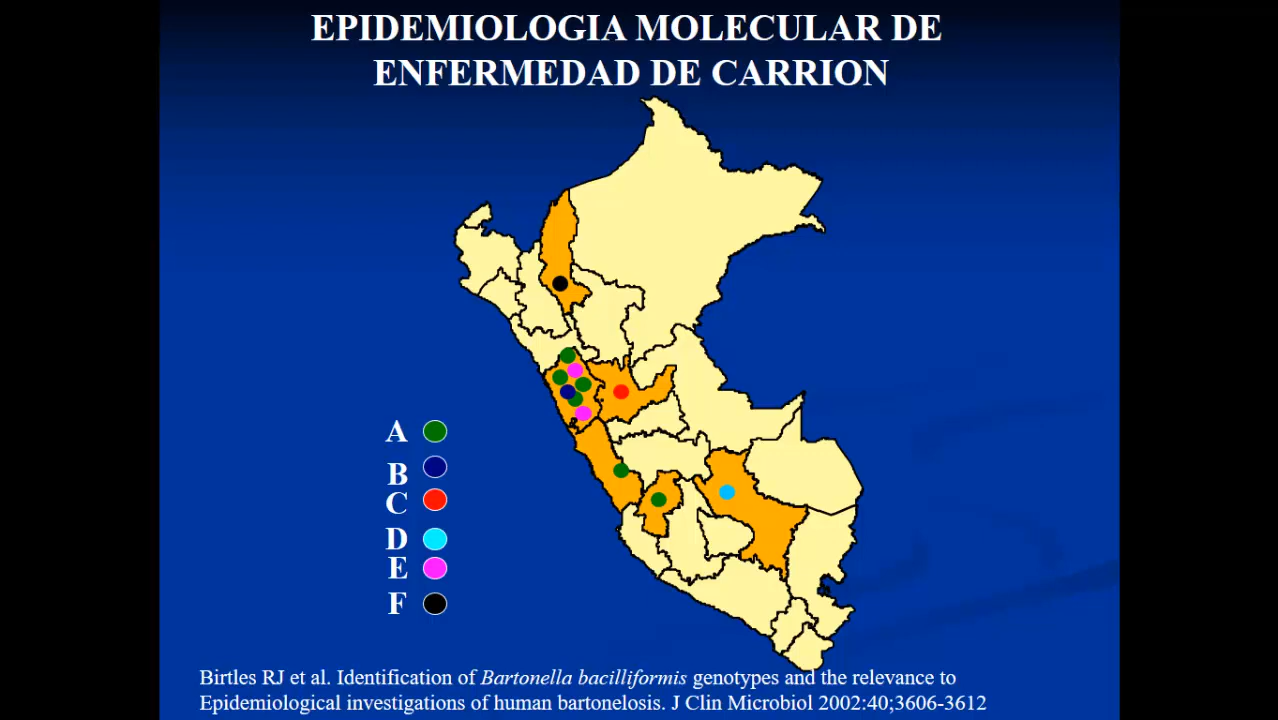 EPIDEMIOLOGIA MOLECULAR DE
ENFERMEDAD DE CARRION
A
B
C
D
E
F
Birtles RJ et al. Identification of Bartonella bacilliformis genotypes and the relevance to
Epidemiological investigations of human bartonelosis. J Clin Microbiol 2002:40;3606-3612